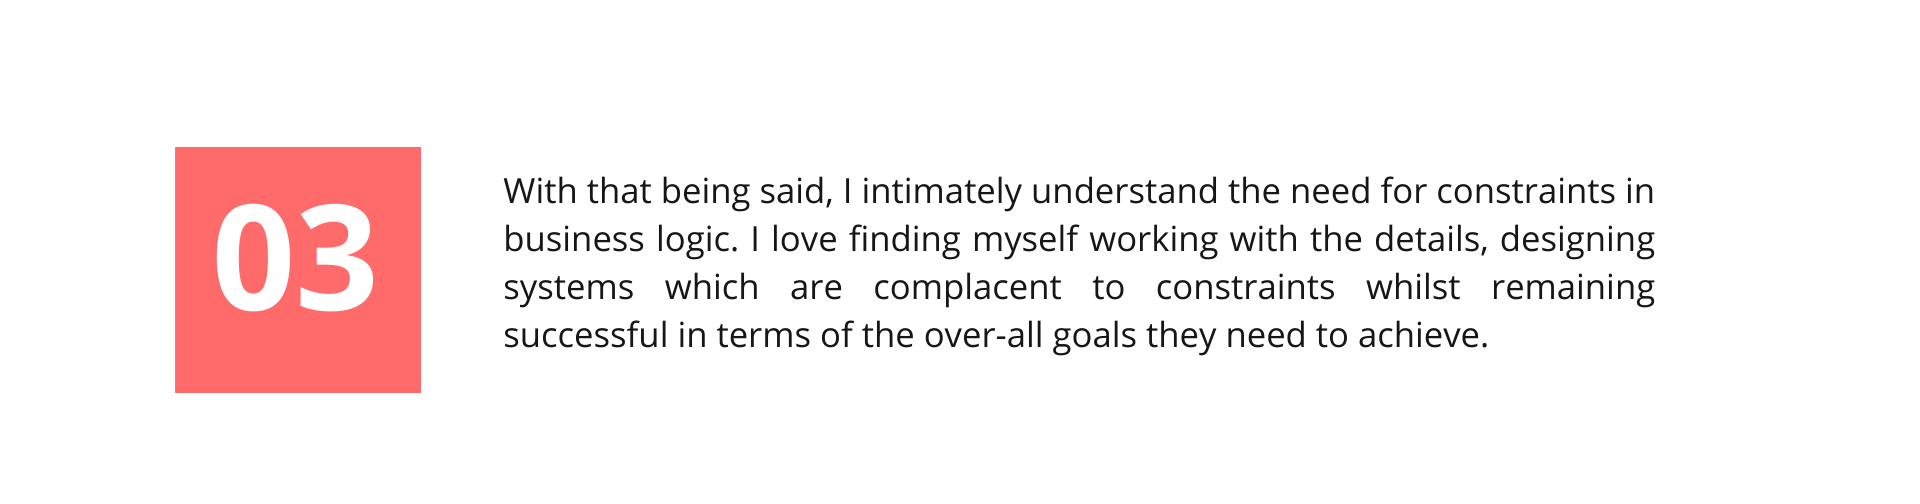 03
With that being said, I intimately understand the need for constraints in
business logic. I love finding myself working with the details, designing
systems which are complacent to constraints whilst remaining
successful in terms of the over-all goals they need to achieve.